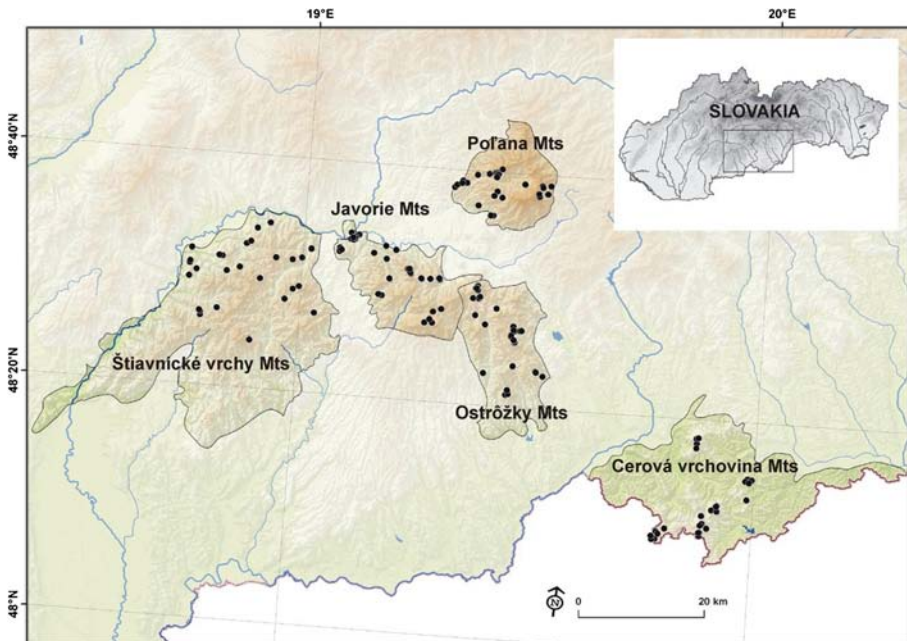 19°E
20°E
SLOVAKIA
48°40'N
Poľana Mts
Javorie Mts
Štiavnické vrchy Mts
48°20'N
Ostrôžky Mts
Cerová vrchovina Mts
48°N
N
0
20 km